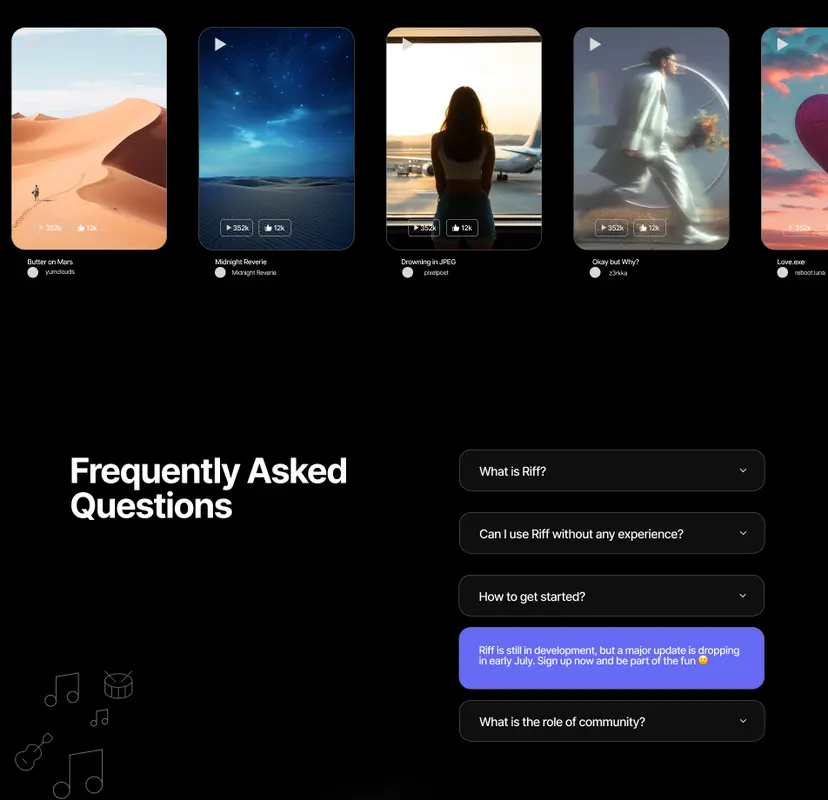 352k 12k
352k 12k
352k 12k
352k 12k
352k
Butter on Mars
yumclouds
Midnight Reverie
Midnight Reverie
Drowning in JPEG
pixelpoet
Okay but Why?
z3rkka
Love.exe
reboot.luna
Frequently Asked
Questions
What is Riff?
Can I use Riff without any experience?
How to get started?
Riff is still in development, but a major update is dropping
in early July. Sign up now and be part of the fun 😊
What is the role of community?